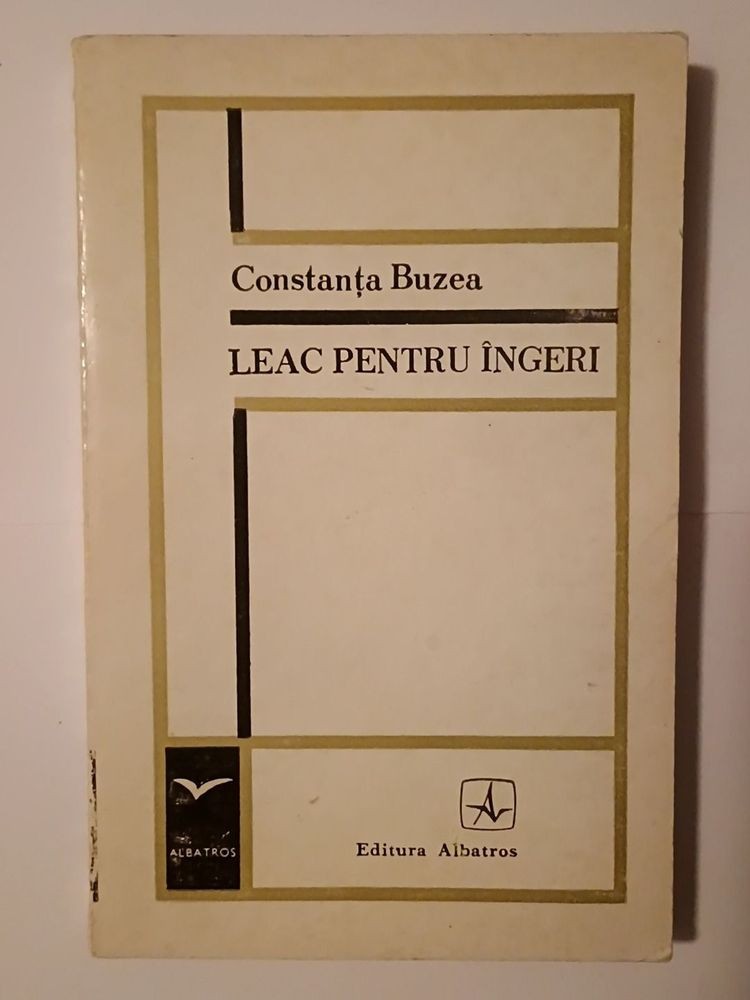 Constanța Buzea
LEAC PENTRU ÎNGERI
ALBATROS
Editura Albatros